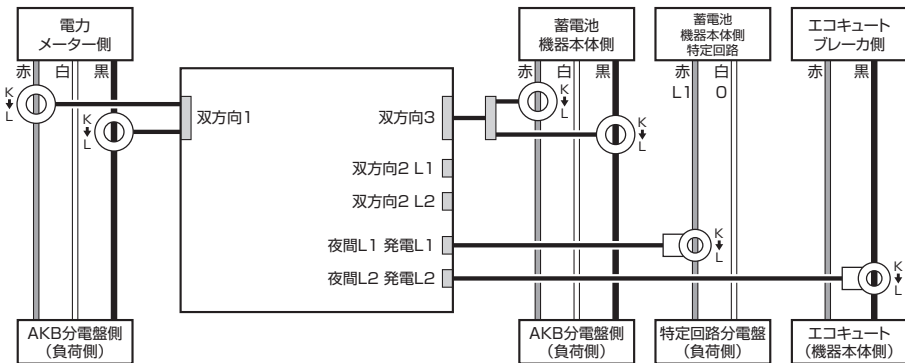 電力
メーター側
蓄電池
機器本体側
蓄電池
機器本体側
特定回路
エコキュート
ブレーカ側
赤 白 黒
赤 白 黒
赤 白
赤 黒
L1 O
K
L
K
L
K
L
K
L
双方向1
双方向3
双方向2 L1
双方向2 L2
夜間L1 発電L1
夜間L2 発電L2
K
L
K
L
AKB分電盤側
(負荷側)
AKB分電盤側
(負荷側)
特定回路分電盤
(負荷側)
エコキュート
(機器本体側)